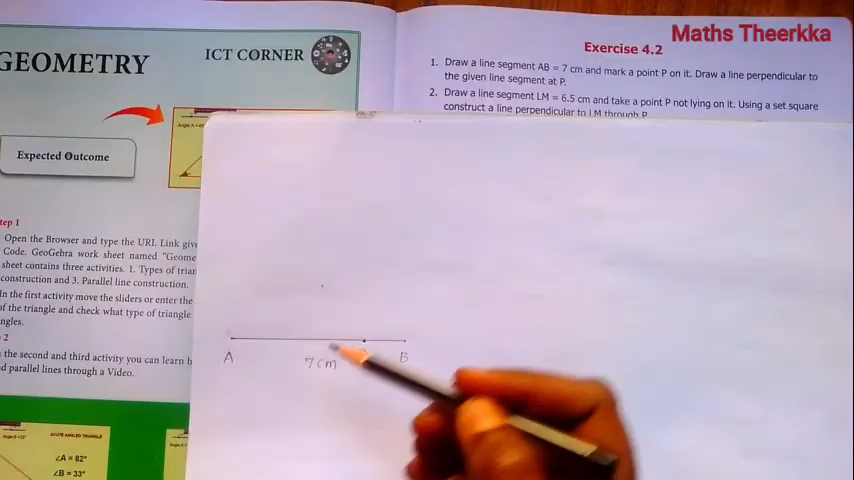 Maths Theerkka
GEOMETRY
ICT CORNER
Expected Outcome
Step 1
Open the Browser and type the URL Link
Code. GeoGebra work sheet named "Geome
sheet contains three activities. 1. Types of
construction and 3. Parallel line construction.
In the first activity move the sliders or enter the
of the triangle and check what type of triangle
2
the second and third activity you can learn
parallel lines through a Video.
ACUTE ANGLED TRIANGLE
∠A = 82°
∠B = 33°
Exercise 4.2
1. Draw a line segment AB = 7 cm and mark a point P on it. Draw a line perpendicular to
the given line segment at P.
2. Draw a line segment LM = 6.5 cm and take a point P not lying on it. Using a set square
construct a line perpendicular to LM through P.
A 7cm B